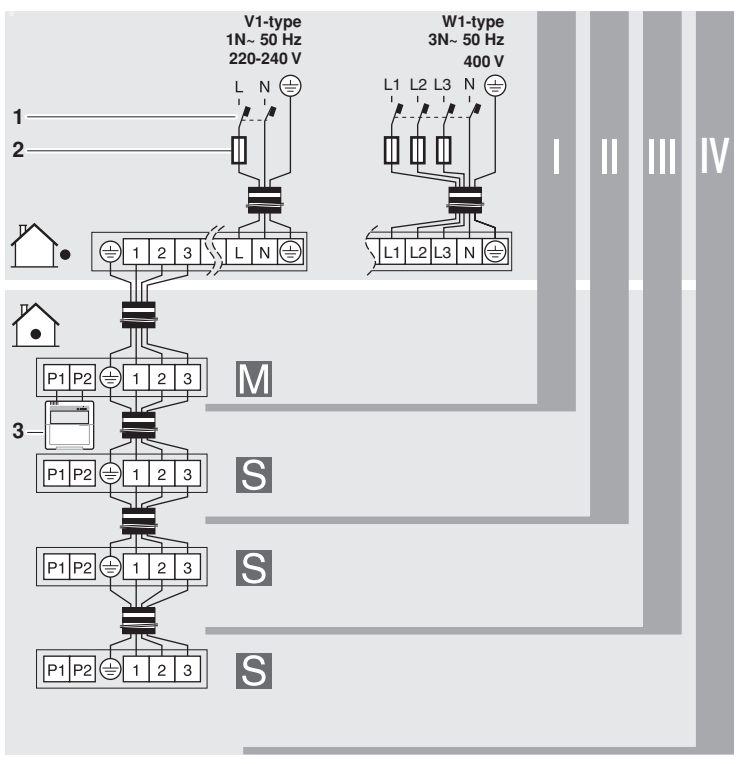 V1-type
1N~ 50 Hz
220-240 V
W1-type
3N~ 50 Hz
400 V
L N
L1 L2 L3 N
1
2
I II III IV
1 2 3 L N
L1 L2 L3 N
P1 P2 1 2 3 M
3
P1 P2 1 2 3 S
P1 P2 1 2 3 S
P1 P2 1 2 3 S